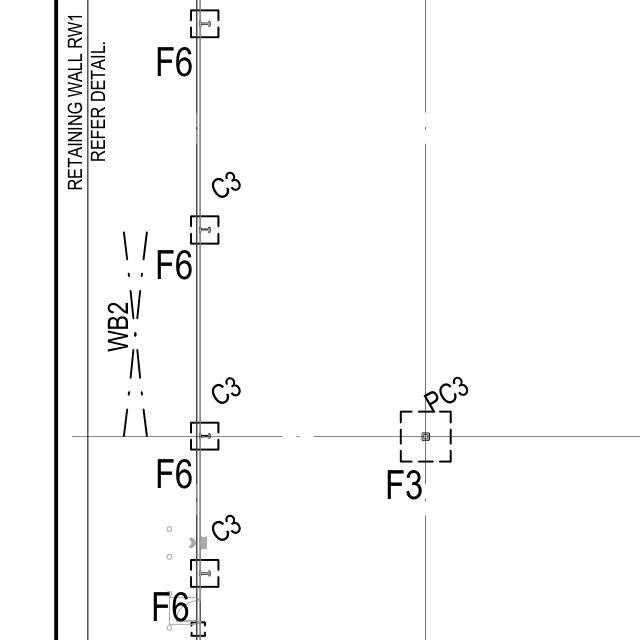 RETAINING WALL RW1
REFER DETAIL.
F6
C3
F6
WB2
C3
PC3
F6
F3
C3
F6